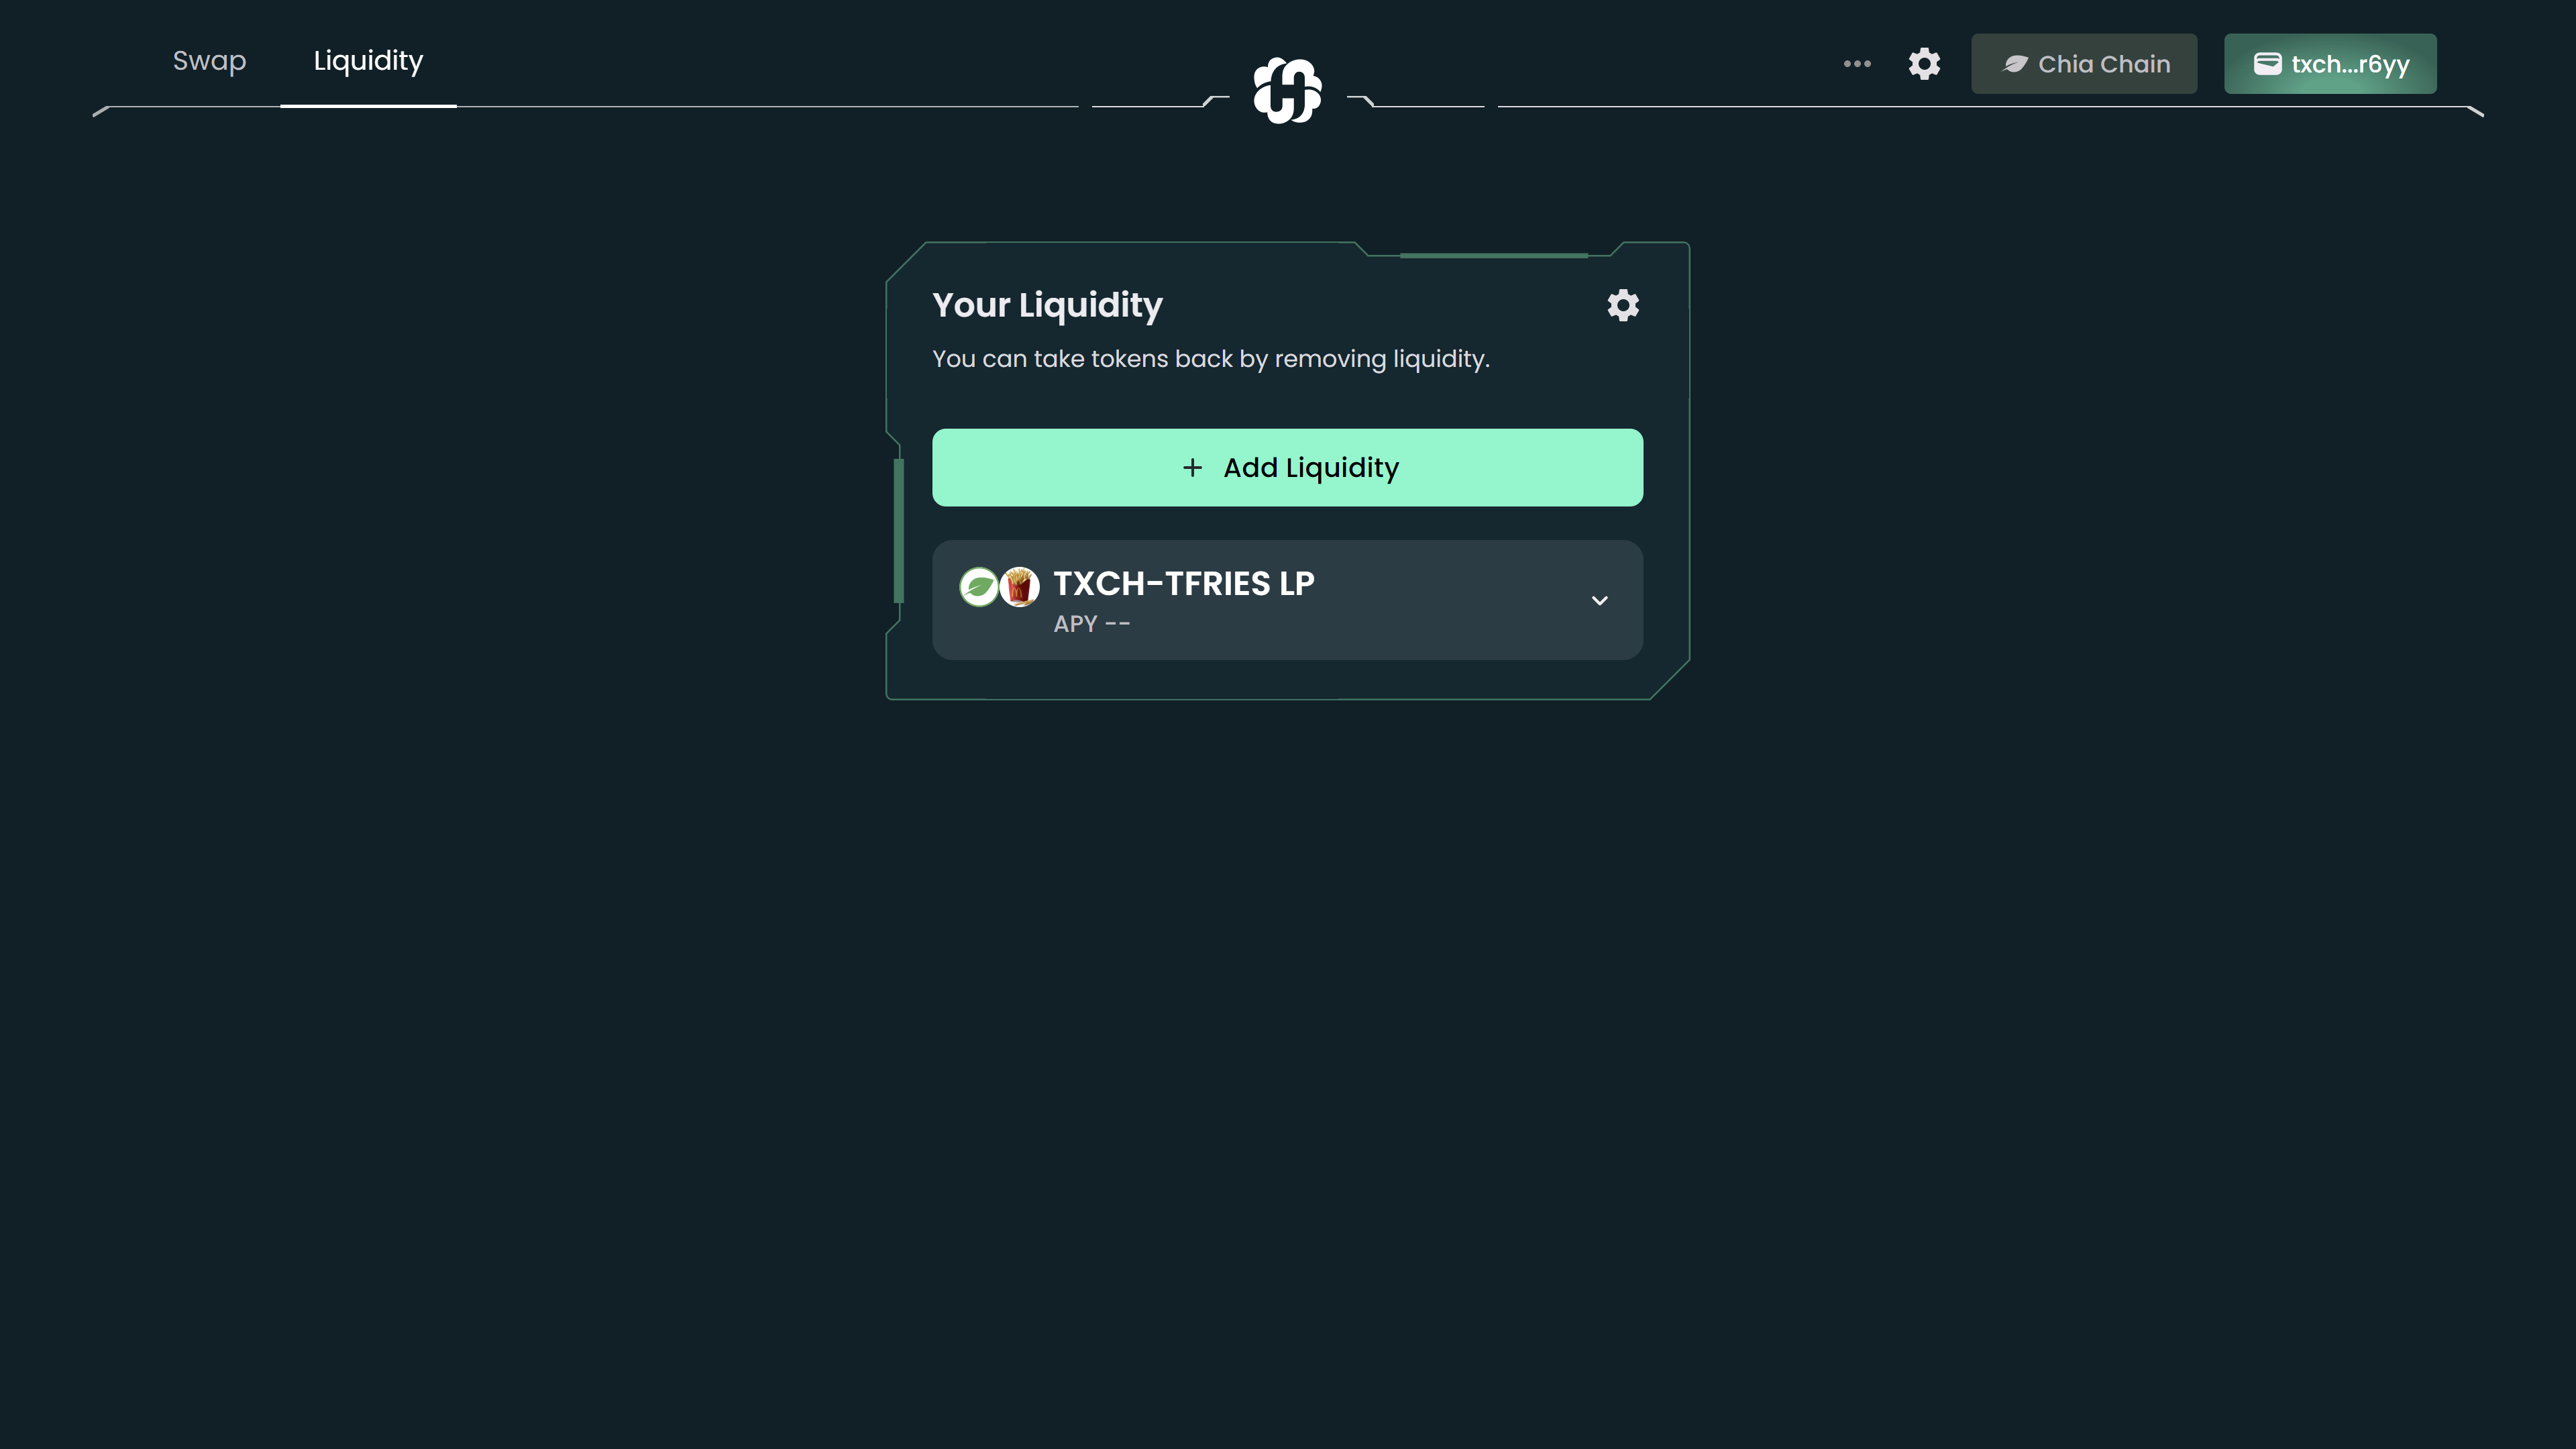 Swap
Liquidity
Chia Chain
txch...r6yy
Your Liquidity
You can take tokens back by removing liquidity.
+ Add Liquidity
TXCH-TFRIES LP
APY --